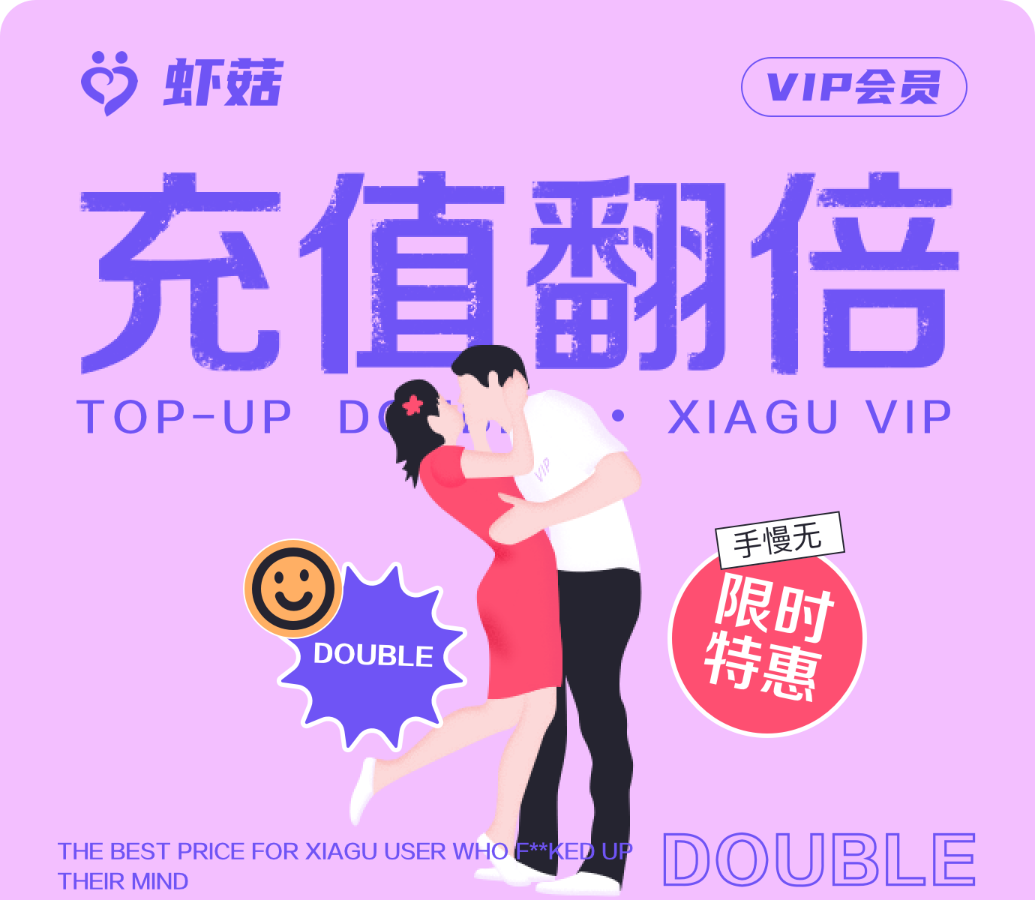 虾菇
VIP会员
充值翻倍
TOP-UP • XIAGU VIP
VIP
手慢无
限时
特惠
DOUBLE
THE BEST PRICE FOR XIAGU USER WHO F**KED UP
THEIR MIND
DOUBLE